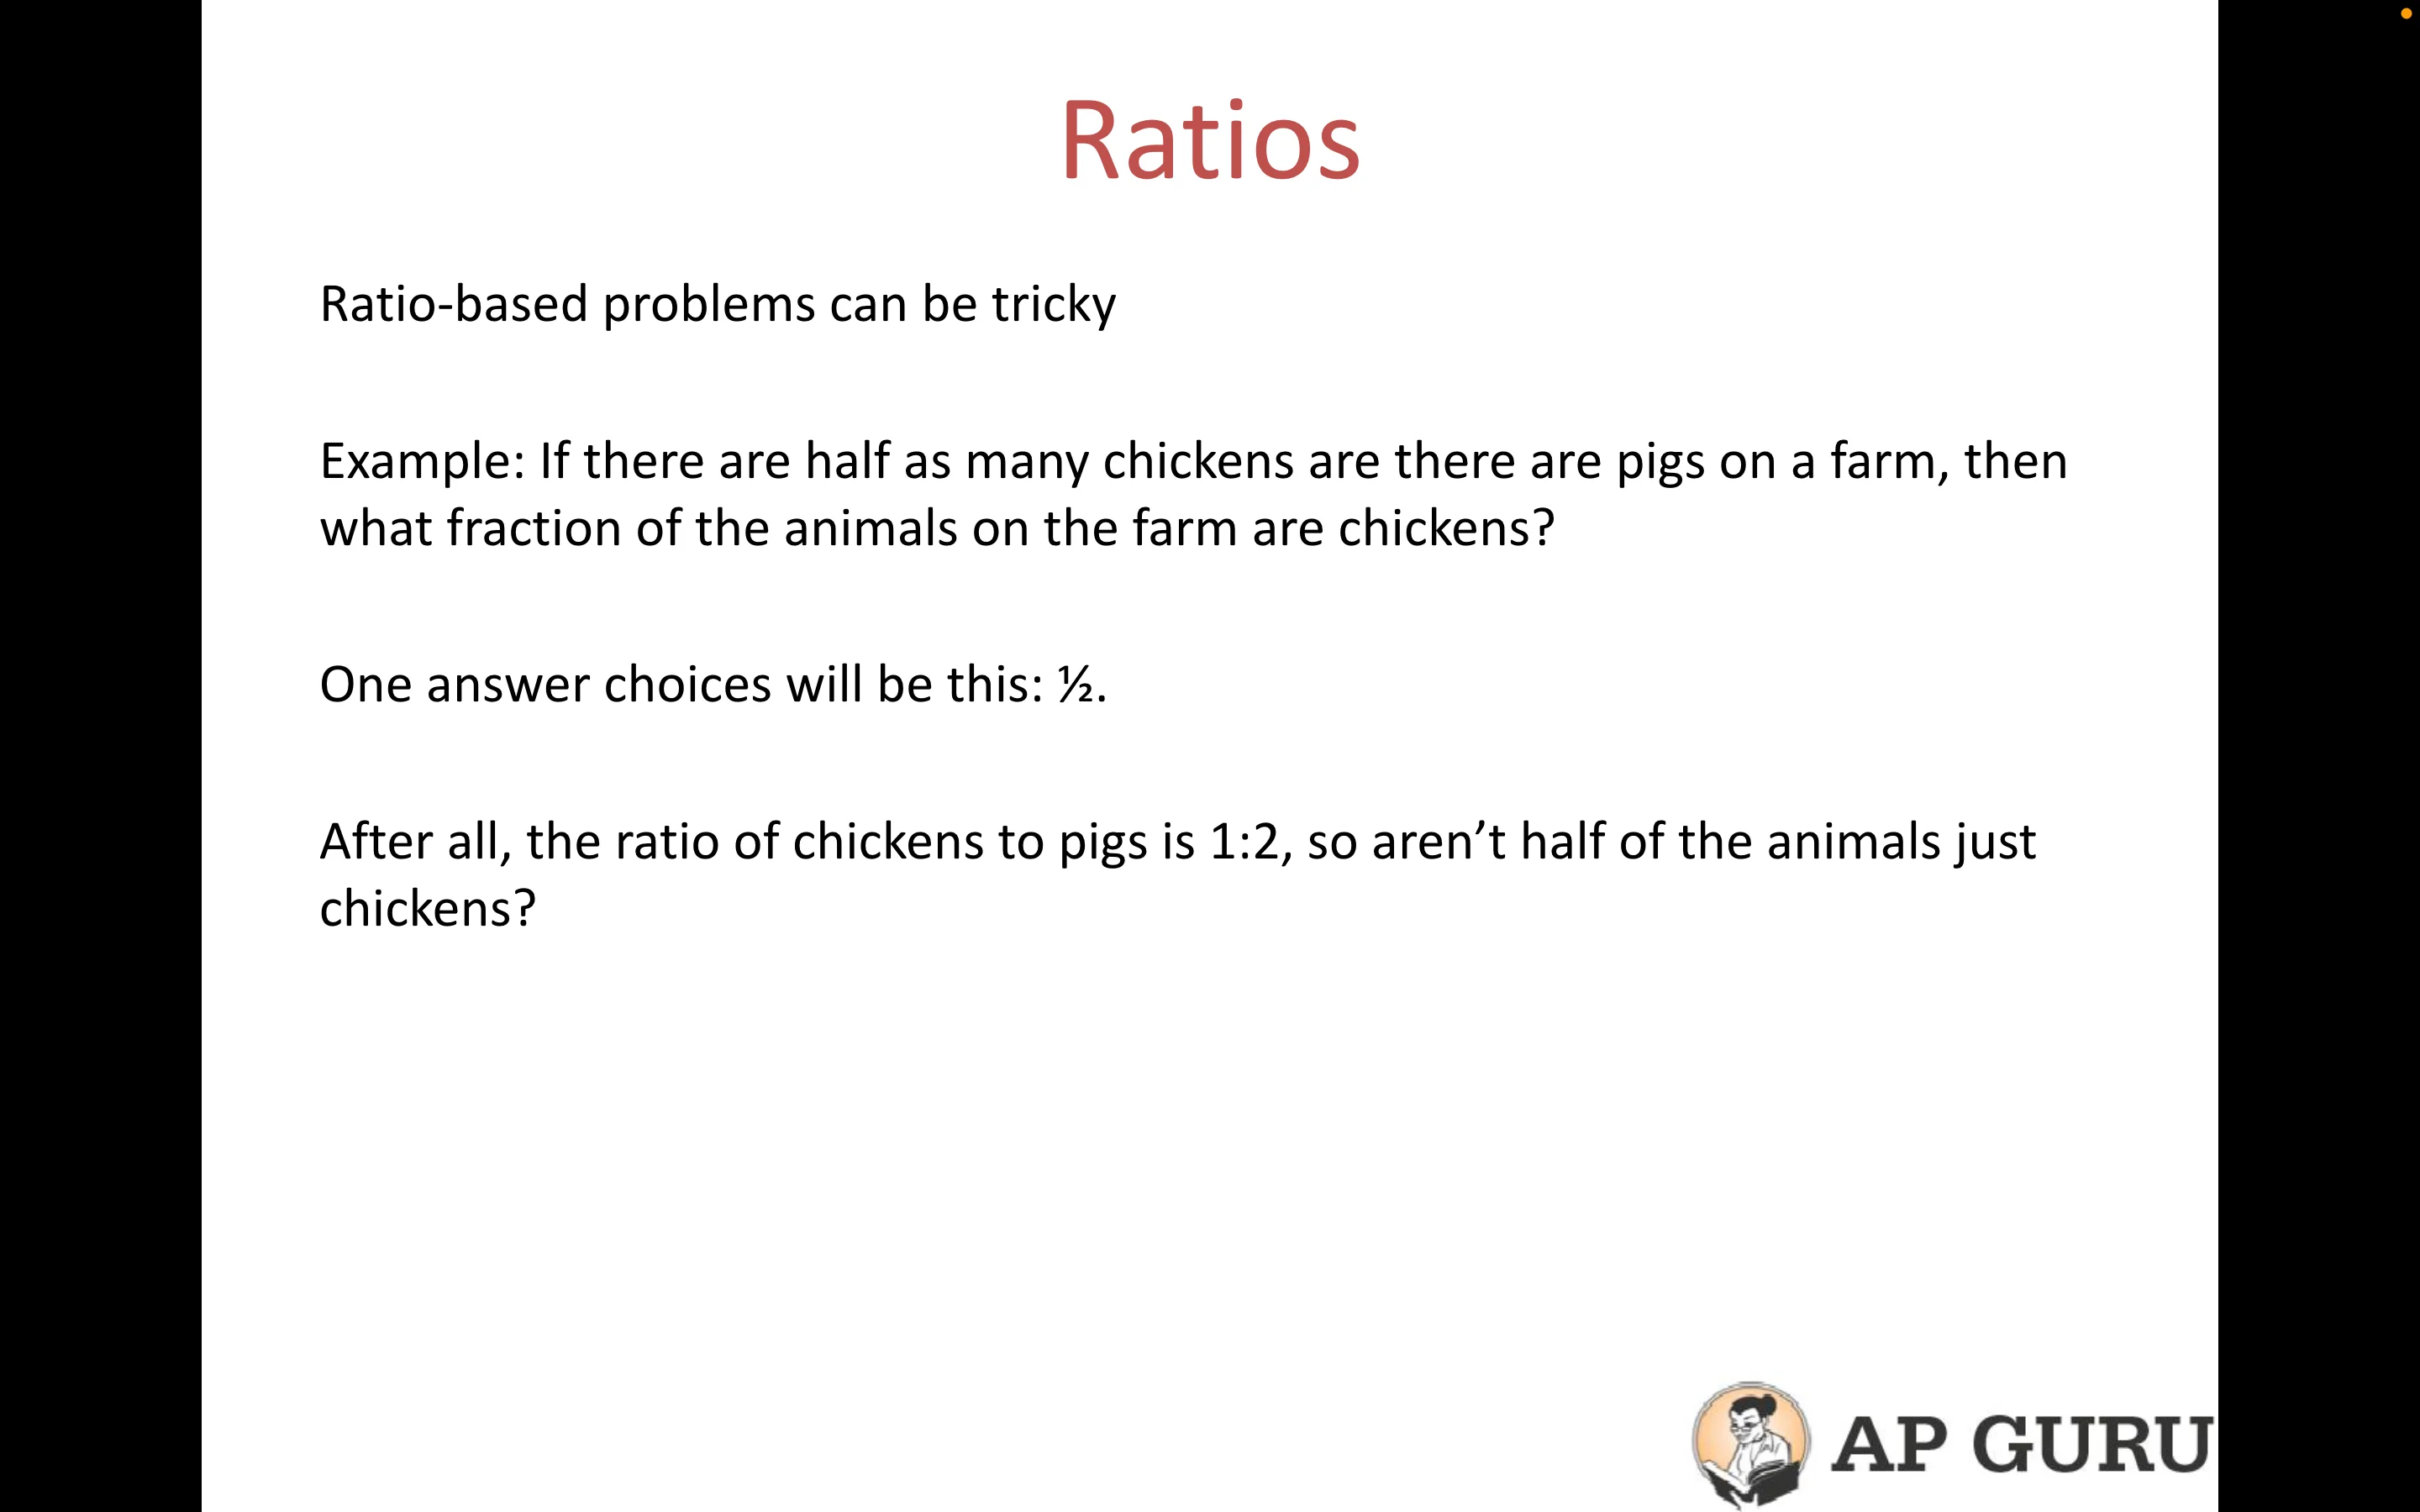 Ratios
Ratio-based problems can be tricky
Example: If there are half as many chickens are there are pigs on a farm, then
what fraction of the animals on the farm are chickens?
One answer choices will be this: ½.
After all, the ratio of chickens to pigs is 1:2, so aren’t half of the animals just
chickens?
AP GURU